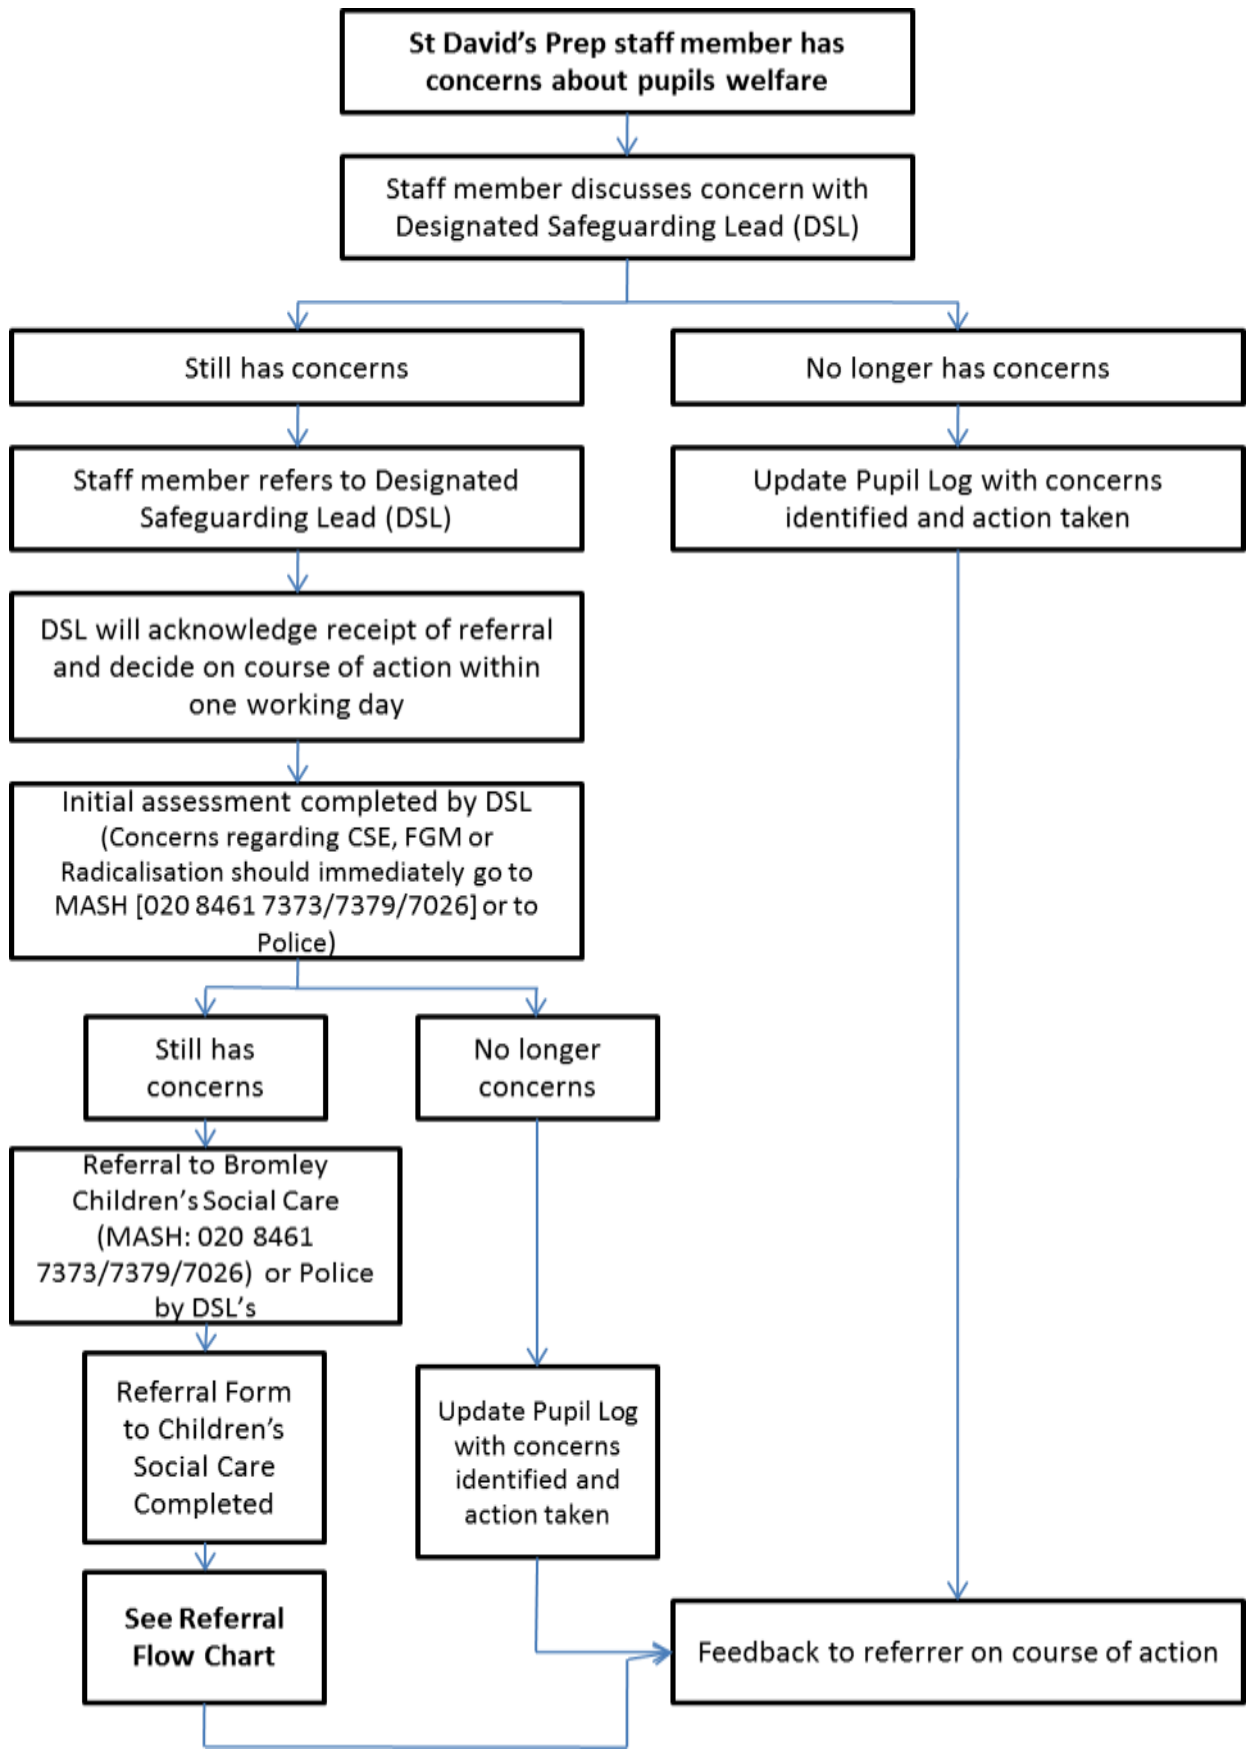 St David's Prep staff member has
concerns about pupils welfare
Staff member discusses concern with
Designated Safeguarding Lead (DSL)
Still has concerns
No longer has concerns
Staff member refers to Designated
Safeguarding Lead (DSL)
Update Pupil Log with concerns
identified and action taken
DSL will acknowledge receipt of referral
and decide on course of action within
one working day
Initial assessment completed by DSL
(Concerns regarding CSE, FGM or
Radicalisation should immediately go to
MASH [020 8461 7373/7379/7026] or to
Police)
Still has
concerns
No longer
concerns
Referral to Bromley
Children's Social Care
(MASH: 020 8461
7373/7379/7026) or Police
by DSL's
Referral Form
to Children's
Social Care
Completed
Update Pupil Log
with concerns
identified and
action taken
See Referral
Flow Chart
Feedback to referrer on course of action